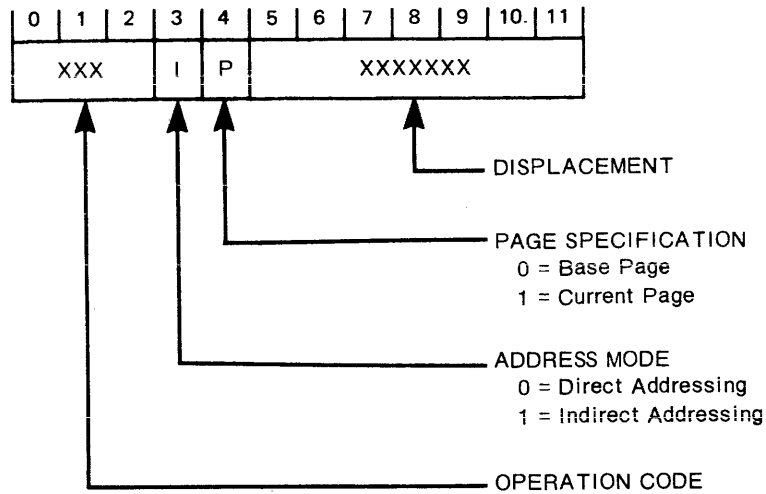 0 1 2 3 4 5 6 7 8 9 10. 11
XXX I P XXXXXXX
DISPLACEMENT
PAGE SPECIFICATION
0 = Base Page
1 = Current Page
ADDRESS MODE
0 = Direct Addressing
1 = Indirect Addressing
OPERATION CODE